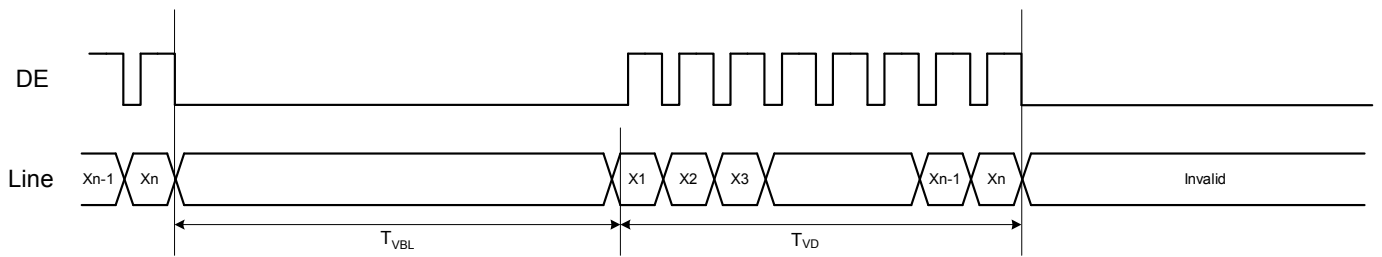 DE
Line Xn-1 Xn X1 X2 X3 Xn-1 Xn Invalid
TVBL TVD